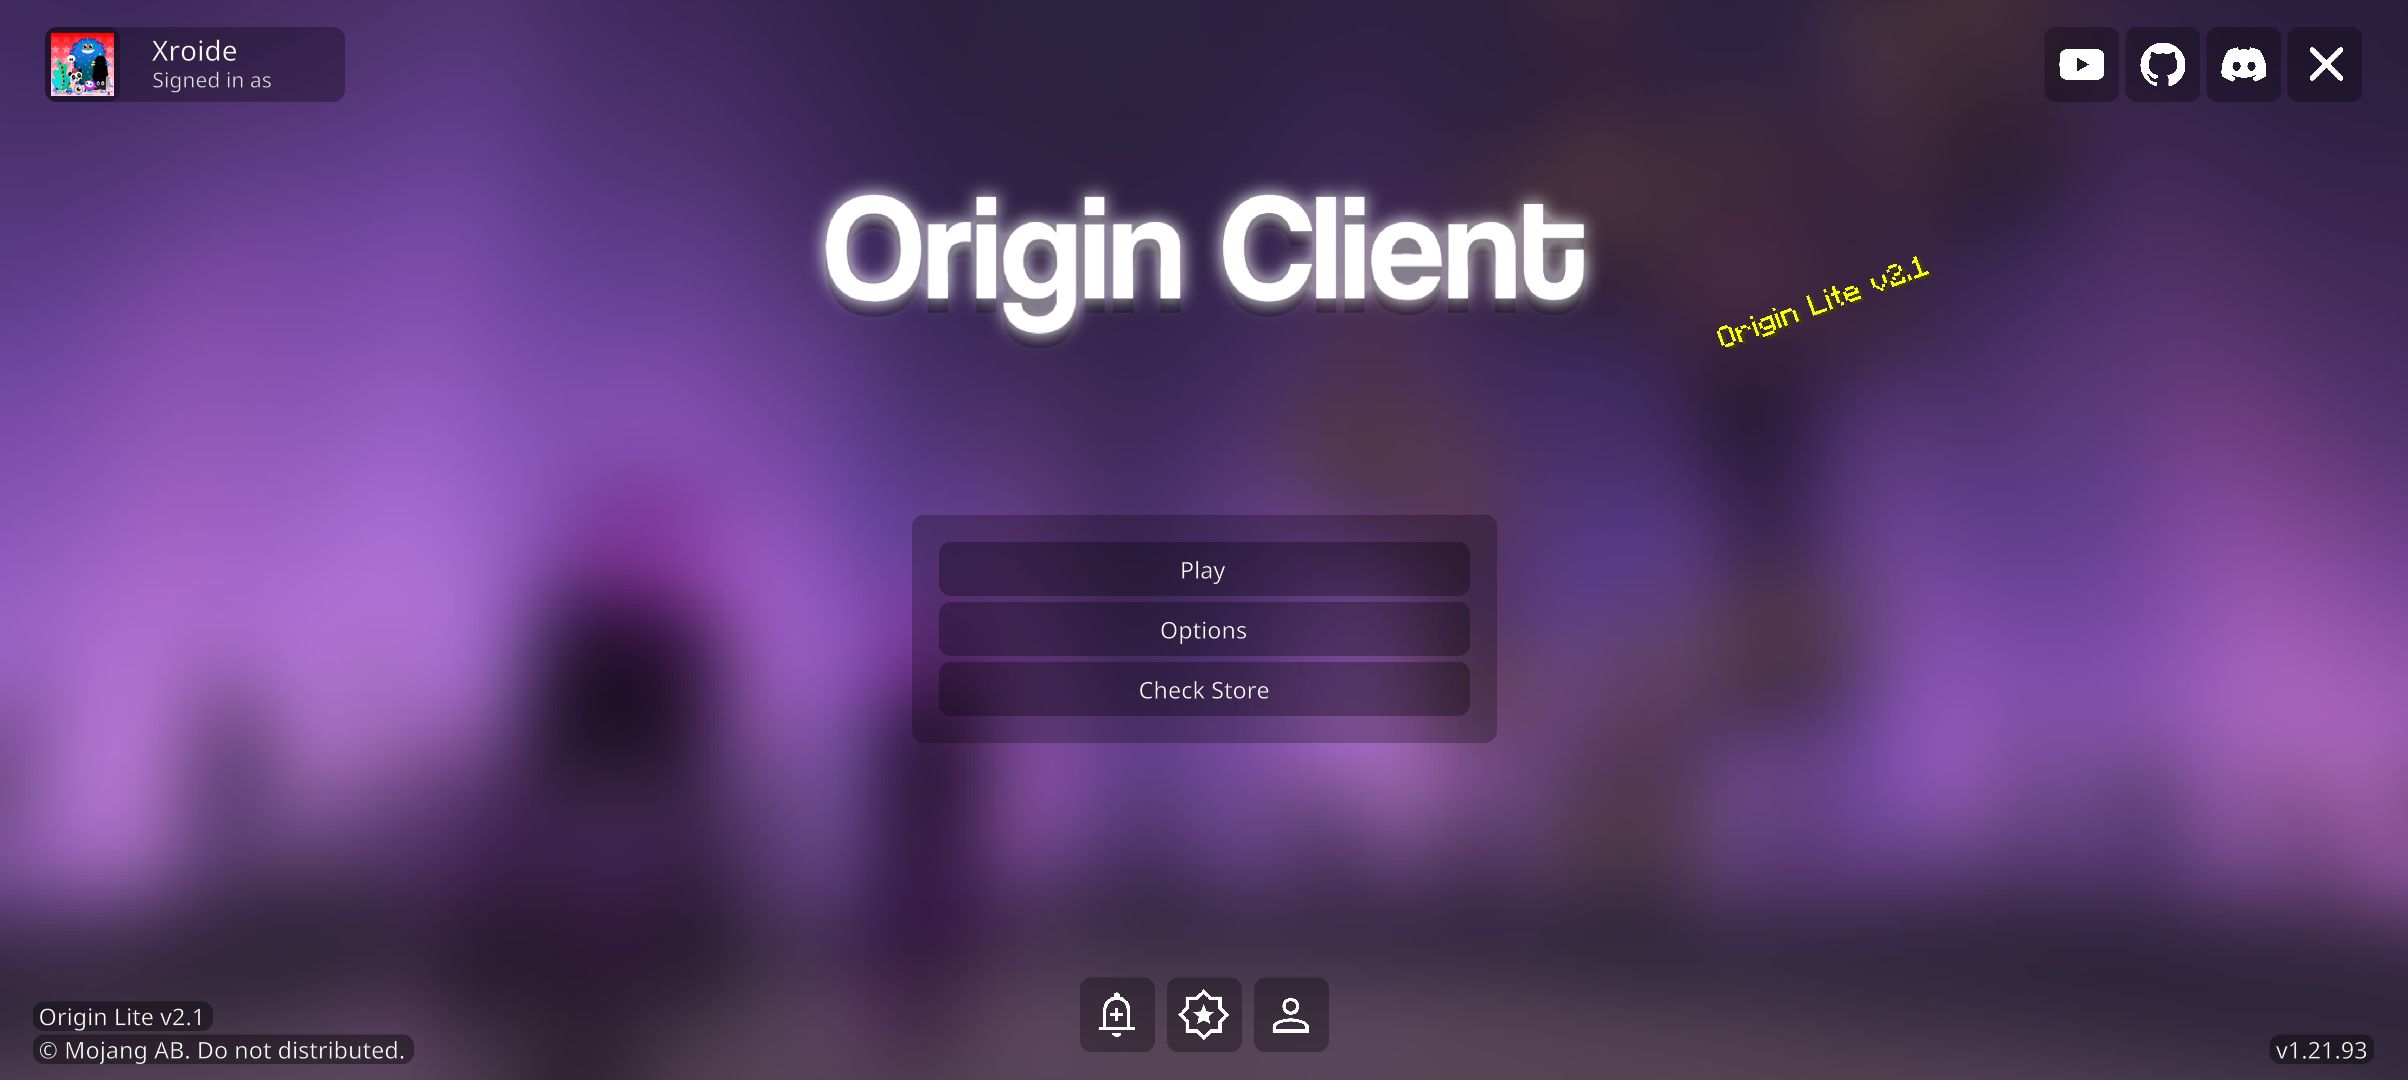 Xroide
Signed in as
Origin Client
Origin Lite v2.1
Play
Options
Check Store
Origin Lite v2.1
© Mojang AB. Do not distributed.
v1.21.93